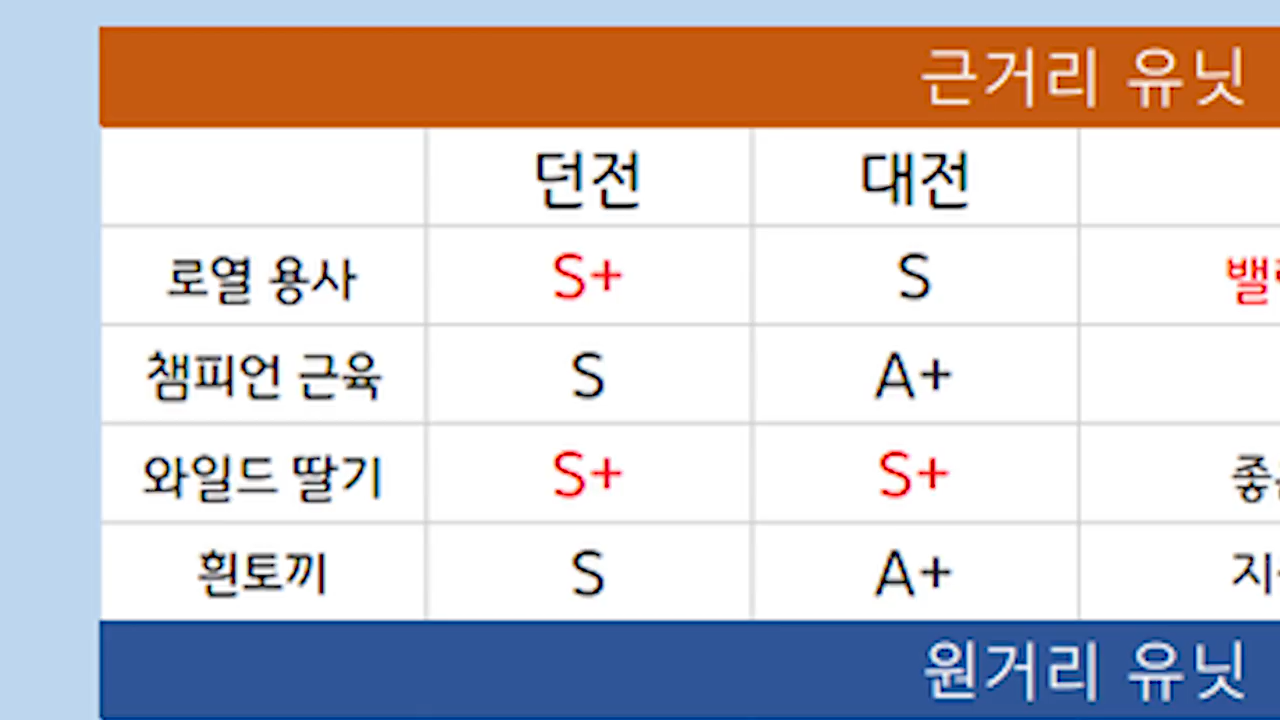 근거리 유닛
던전 대전
로열 용사 S+ S
챔피언 근육 S A+
와일드 딸기 S+ S+
흰토끼 S A+
원거리 유닛